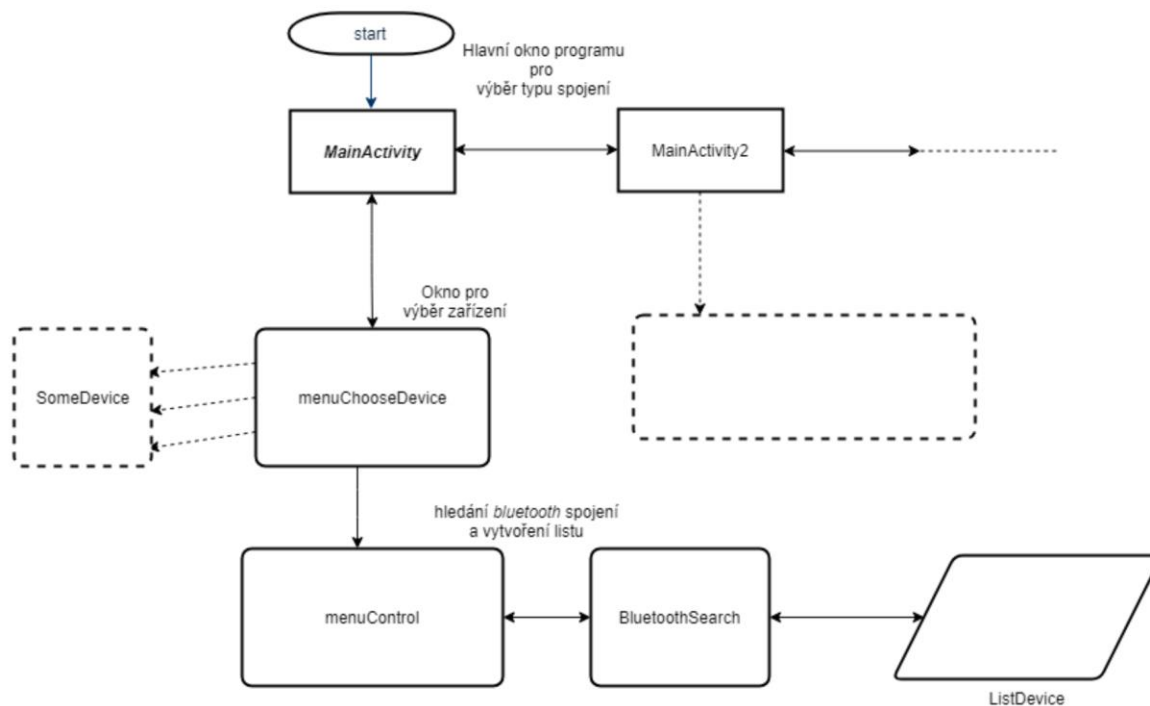 start
Hlavní okno programu
pro
výběr typu spojení
MainActivity
MainActivity2
Okno pro
výběr zařízení
SomeDevice
menuChooseDevice
hledání bluetooth spojení
a vytvoření listu
menuControl
BluetoothSearch
ListDevice